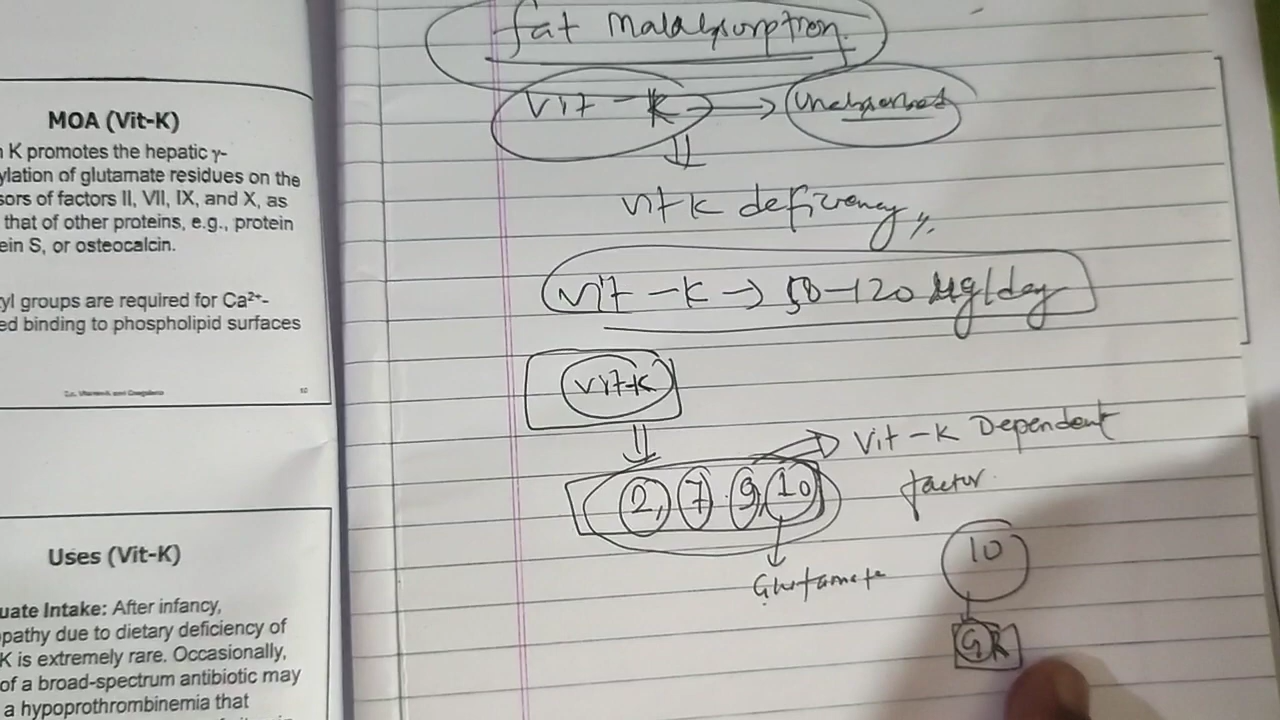 MOA (Vit-K)
K promotes the hepatic γ-
ylation of glutamate residues on the
sors of factors II, VII, IX, and X, as
that of other proteins, e.g., protein
ein S, or osteocalcin.
yl groups are required for Ca²⁺-
ed binding to phospholipid surfaces
10
Uses (Vit-K)
uate Intake: After infancy,
pathy due to dietary deficiency of
K is extremely rare. Occasionally,
of a broad-spectrum antibiotic may
a hypoprothrombinemia that
fat Malabsorption
Vit-K → Unabsorbed
⇓
Vit K deficiency
Vit-K → 50-120 μg/day
Vit-K
⇓
2, 7 9, 10 ⇒ Vit-K Dependent
factor.
Glutamate
10
GR